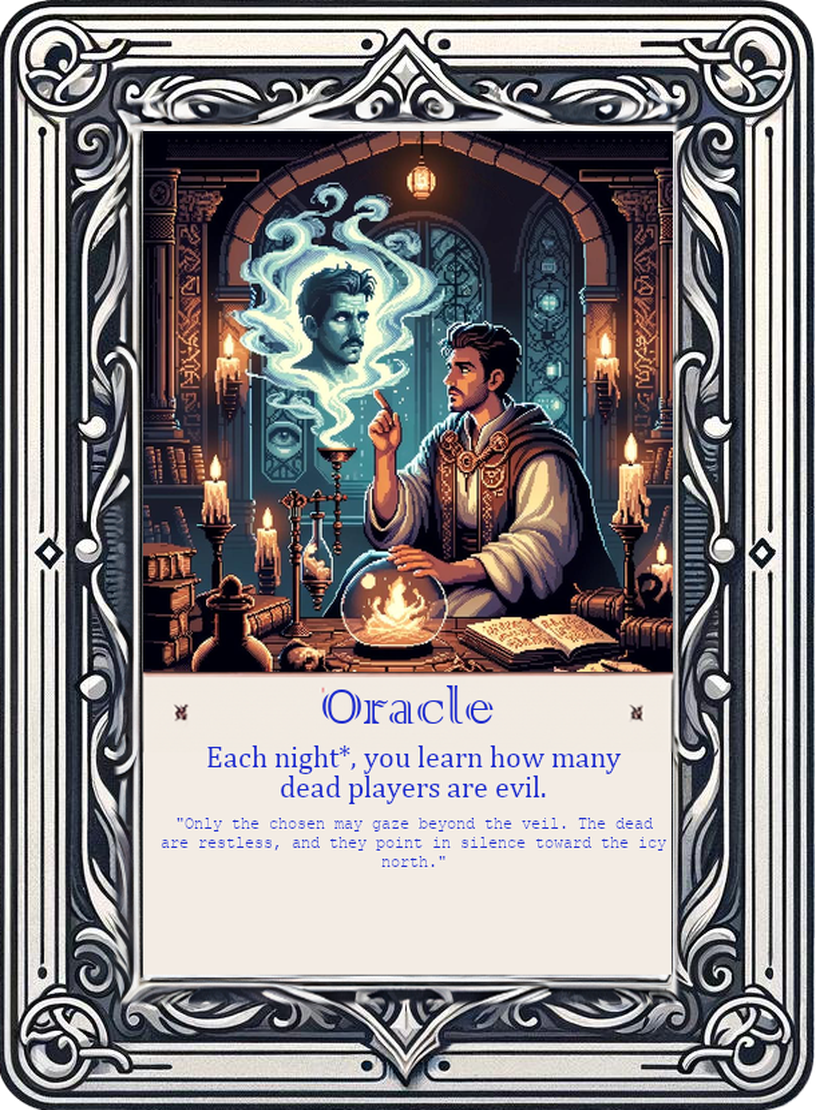 Oracle
Each night*, you learn how many
dead players are evil.
"Only the chosen may gaze beyond the veil. The dead
are restless, and they point in silence toward the icy
north."